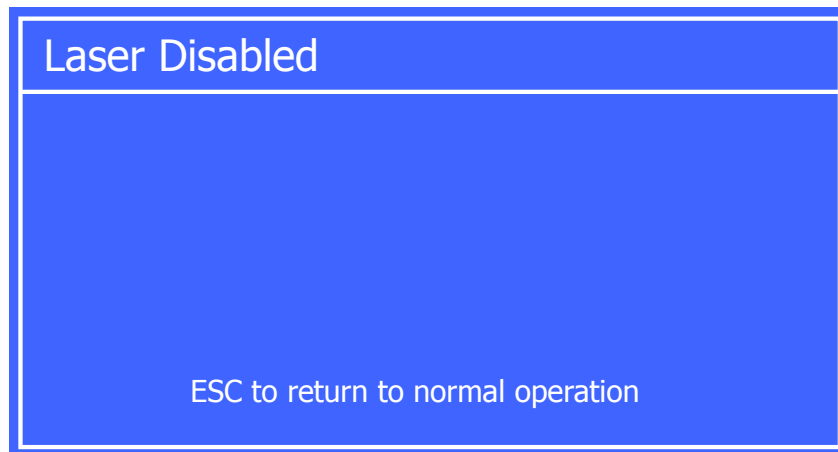 Laser Disabled
ESC to return to normal operation